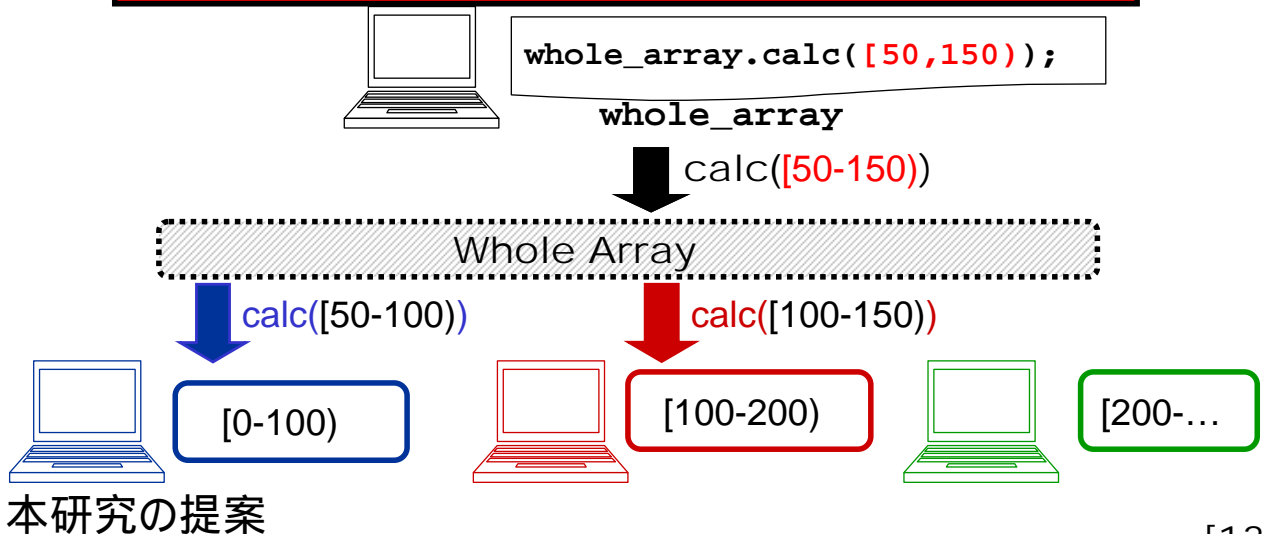 whole_array.calc([50,150));
whole_array
calc([50-150))
Whole Array
calc([50-100))
calc([100-150))
[0-100)
[100-200)
[200-…
本研究の提案